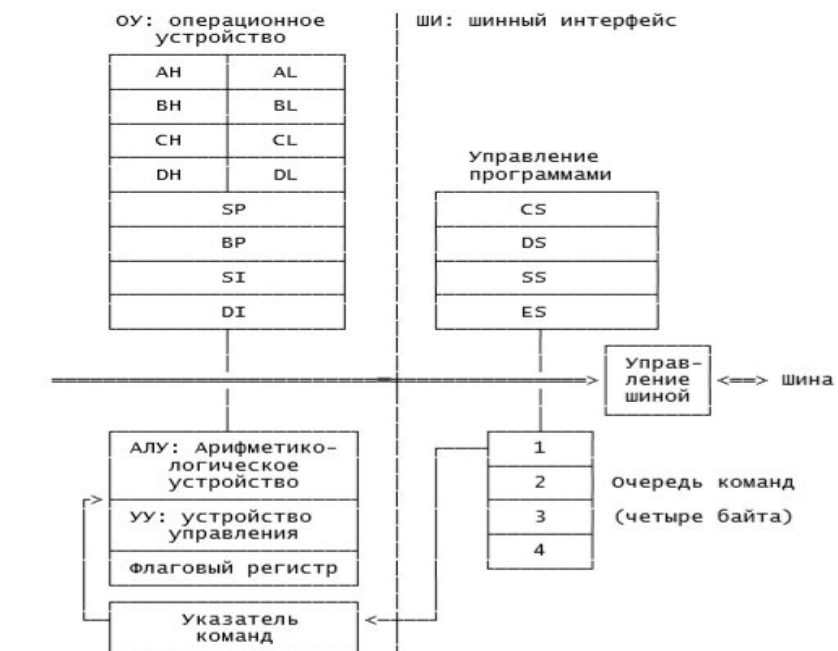 ОУ: операционное устройство
ШИ: шинный интерфейс
AH AL
BH BL
CH CL
DH DL
SP
BP
SI
DI
Управление
программами
CS
DS
SS
ES
Управ-
ление
шиной
<==> Шина
АЛУ: Арифметико-
логическое
устройство
УУ: устройство
управления
Флаговый регистр
Указатель
команд
1
2
3
4
Очередь команд
(четыре байта)